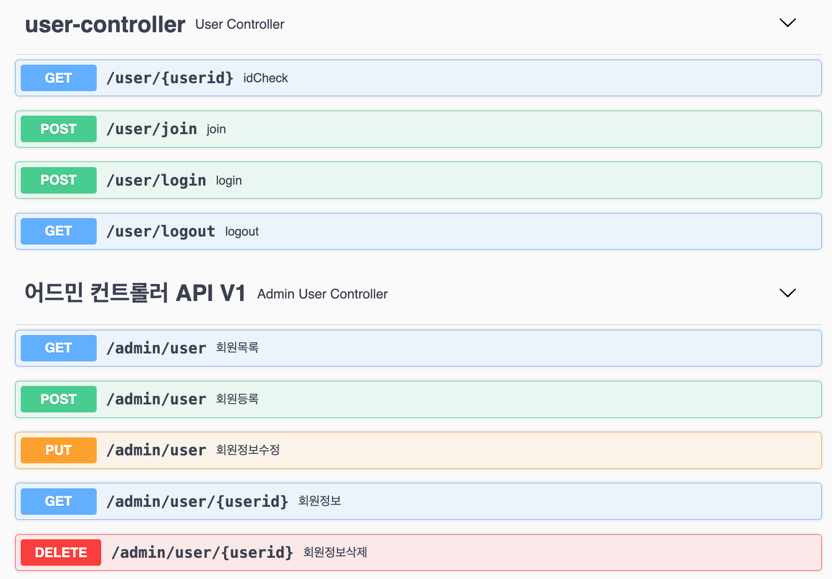 user-controller User Controller
GET /user/{userid} idCheck
POST /user/join join
POST /user/login login
GET /user/logout logout
어드민 컨트롤러 API V1 Admin User Controller
GET /admin/user 회원목록
POST /admin/user 회원등록
PUT /admin/user 회원정보수정
GET /admin/user/{userid} 회원정보
DELETE /admin/user/{userid} 회원정보삭제